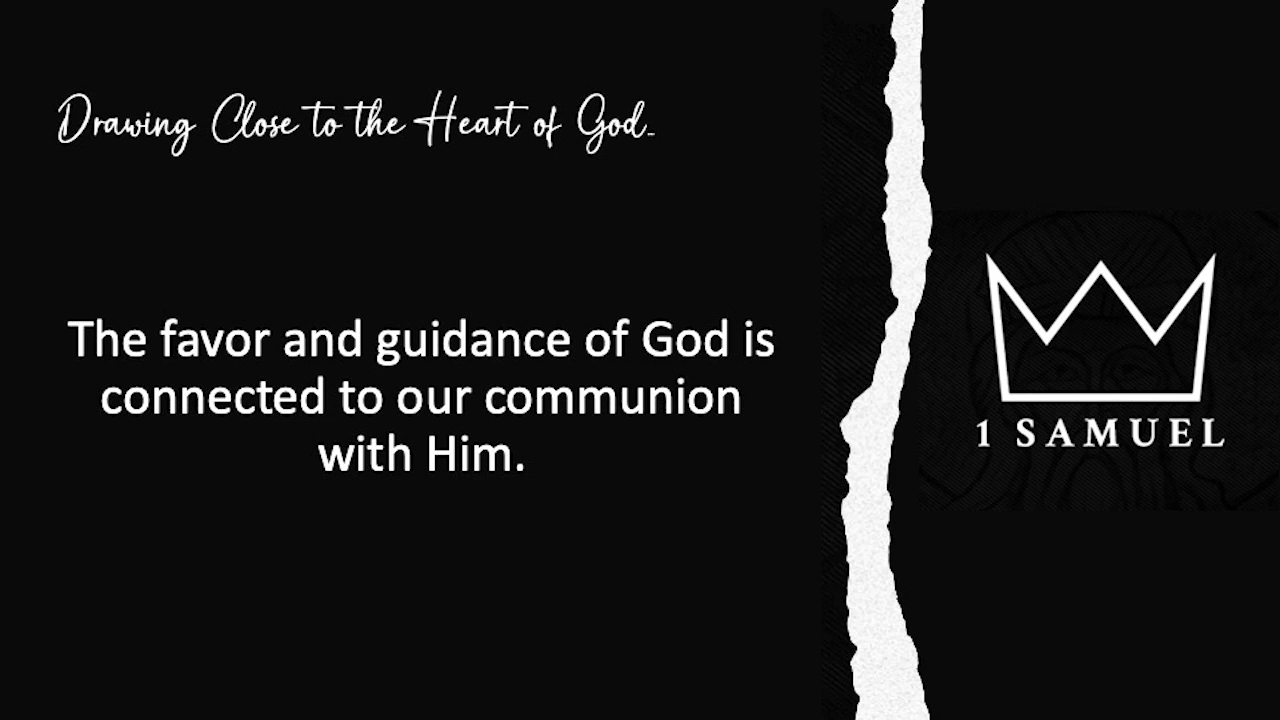 Drawing Close to the Heart of God..
The favor and guidance of God is
connected to our communion
with Him.
1 SAMUEL